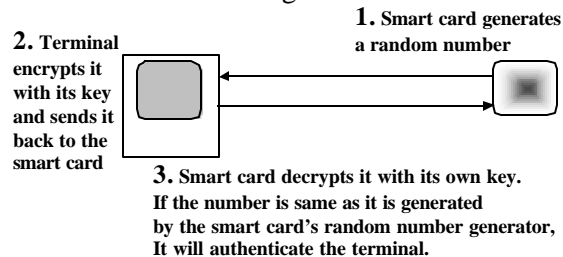 1. Smart card generates
a random number
2. Terminal
encrypts it
with its key
and sends it
back to the
smart card
3. Smart card decrypts it with its own key.
If the number is same as it is generated
by the smart card's random number generator,
It will authenticate the terminal.